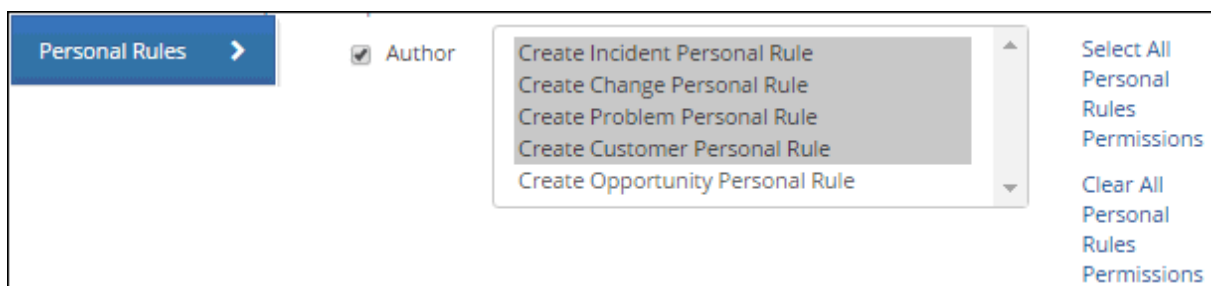 Personal Rules
Author
Create Incident Personal Rule
Create Change Personal Rule
Create Problem Personal Rule
Create Customer Personal Rule
Create Opportunity Personal Rule
Select All
Personal
Rules
Permissions
Clear All
Personal
Rules
Permissions